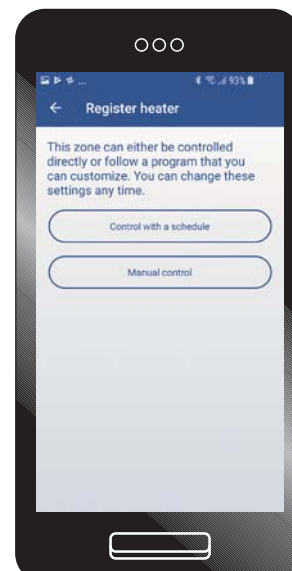 ... 93%
Register heater
This zone can either be controlled
directly or follow a program that you
can customize. You can change these
settings any time.
Control with a schedule
Manual control